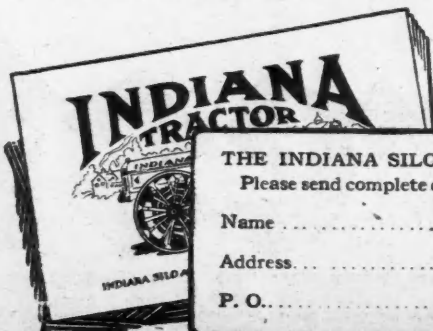 INDIANA
TRACTOR
INDIANA
INDIANA SILO
THE INDIANA SILO
Please send complete
Name
Address
P. O.